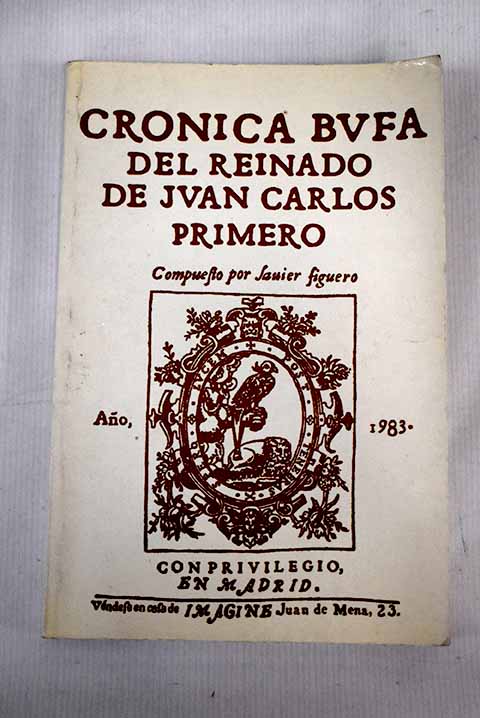 CRONICA BVFA
DEL REINADO
DE JVAN CARLOS
PRIMERO
Compuesto por Javier figuero
POST
Año, 1983.
CON PRIVILEGIO,
EN MADRID.
Véndese en casa de IMAGINE Juan de Mena, 23.